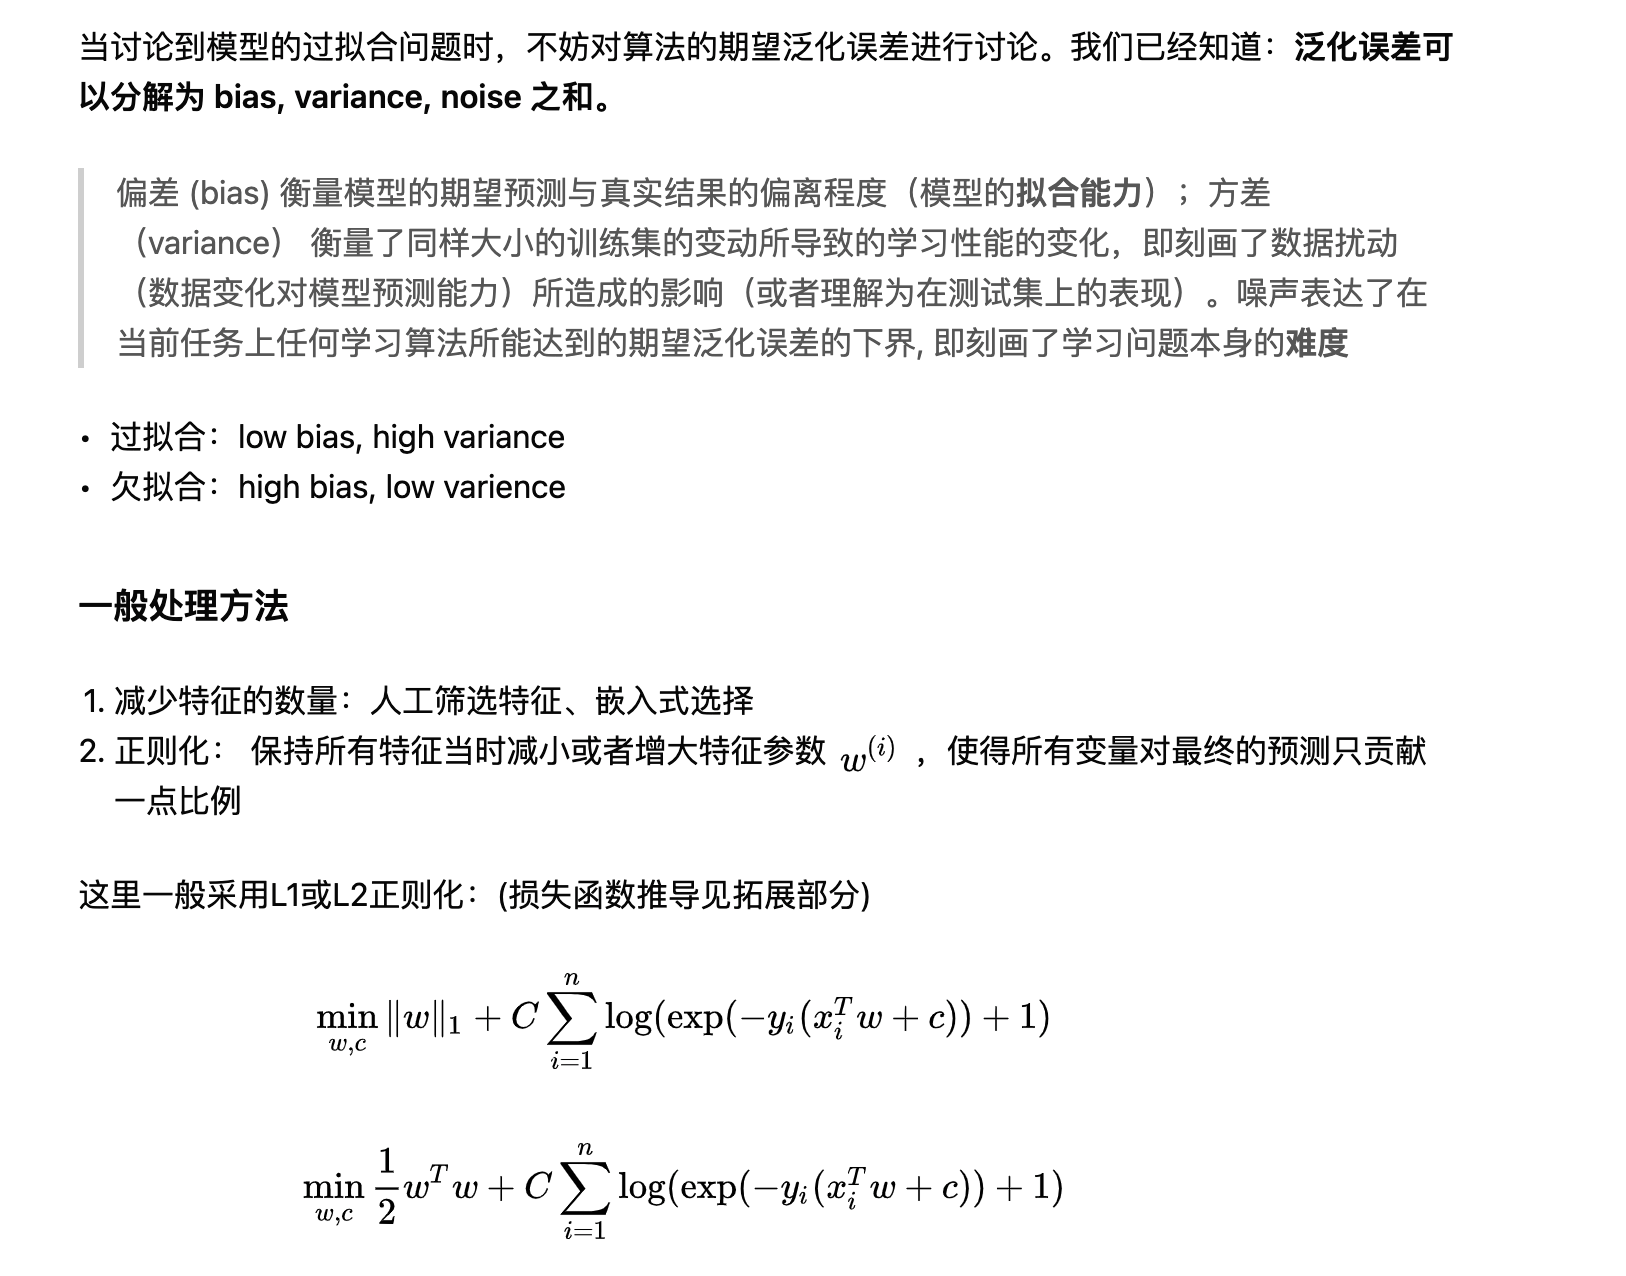 当讨论到模型的过拟合问题时，不妨对算法的期望泛化误差进行讨论。我们已经知道：泛化误差可
以分解为 bias, variance, noise 之和。
偏差 (bias) 衡量模型的期望预测与真实结果的偏离程度（模型的拟合能力）；方差
（variance） 衡量了同样大小的训练集的变动所导致的学习性能的变化，即刻画了数据扰动
（数据变化对模型预测能力）所造成的影响（或者理解为在测试集上的表现）。噪声表达了在
当前任务上任何学习算法所能达到的期望泛化误差的下界, 即刻画了学习问题本身的难度
• 过拟合：low bias, high variance
• 欠拟合：high bias, low varience
一般处理方法
1. 减少特征的数量：人工筛选特征、嵌入式选择
2. 正则化： 保持所有特征当时减小或者增大特征参数 w^{(i)} ，使得所有变量对最终的预测只贡献
一点比例
这里一般采用L1或L2正则化：(损失函数推导见拓展部分)
\min_{w,c} \|w\|_1 + C \sum_{i=1}^{n} \log(\exp(-y_i(x_i^T w + c)) + 1)
\min_{w,c} \frac{1}{2} w^T w + C \sum_{i=1}^{n} \log(\exp(-y_i(x_i^T w + c)) + 1)